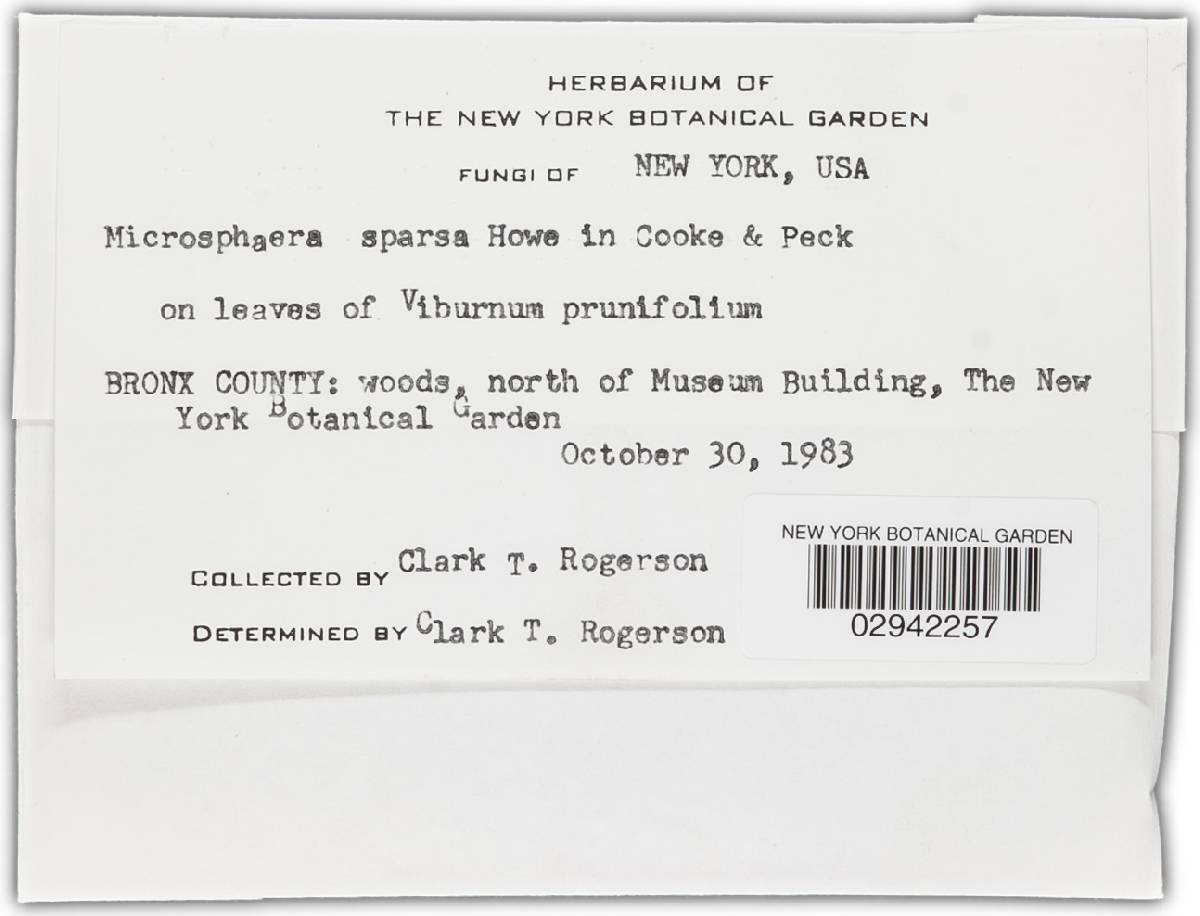 HERBARIUM OF
THE NEW YORK BOTANICAL GARDEN
FUNGI OF NEW YORK, USA
Microsphaera sparsa Howe in Cooke & Peck
on leaves of Viburnum prunifolium
BRONX COUNTY: woods, north of Museum Building, The New
York Botanical Garden
October 30, 1983
COLLECTED BY Clark T. Rogerson
DETERMINED BY Clark T. Rogerson
NEW YORK BOTANICAL GARDEN
02942257